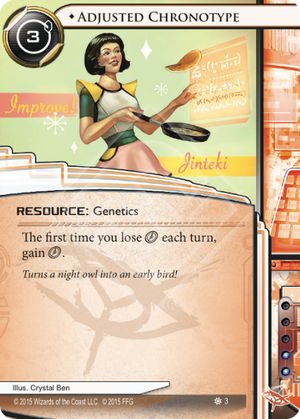 3
♦ ADJUSTED CHRONOTYPE
Improve!
Jinteki
RESOURCE: Genetics
The first time you lose each turn,
gain .
Turns a night owl into an early bird!
Illus. Crystal Ben
© 2015 Wizards of the Coast LLC. © 2015 FFG
3